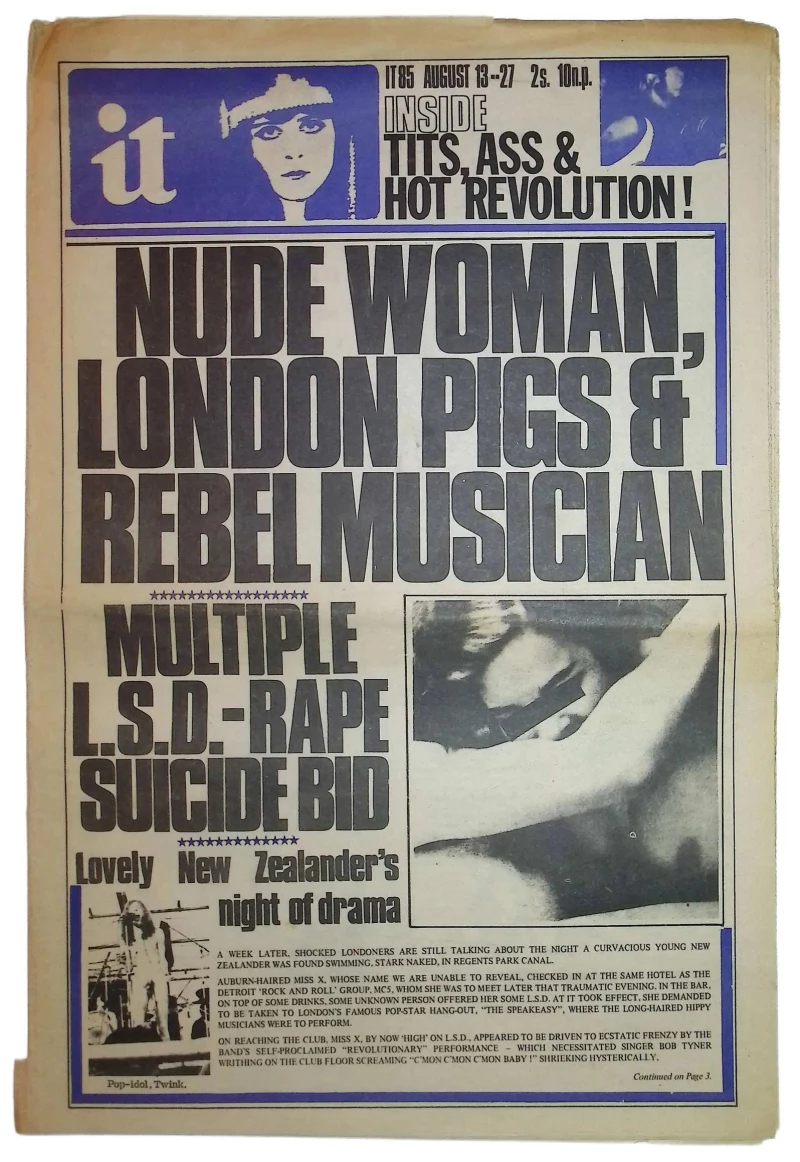 it
IT85 AUGUST 13--27 2s. 10n.p.
INSIDE
TITS, ASS &
HOT REVOLUTION!
NUDE WOMAN,
LONDON PIGS &
REBEL MUSICIAN
MULTIPLE
L.S.D.-RAPE
SUICIDE BID
Lovely New Zealander's
night of drama
A WEEK LATER, SHOCKED LONDONERS ARE STILL TALKING ABOUT THE NIGHT A CURVACIOUS YOUNG NEW
ZEALANDER WAS FOUND SWIMMING, STARK NAKED, IN REGENTS PARK CANAL.
AUBURN-HAIRED MISS X, WHOSE NAME WE ARE UNABLE TO REVEAL, CHECKED IN AT THE SAME HOTEL AS THE
DETROIT 'ROCK AND ROLL' GROUP, MC5, WHOM SHE WAS TO MEET LATER THAT TRAUMATIC EVENING. IN THE BAR,
ON TOP OF SOME DRINKS, SOME UNKNOWN PERSON OFFERED HER SOME L.S.D. AT IT TOOK EFFECT, SHE DEMANDED
TO BE TAKEN TO LONDON'S FAMOUS POP-STAR HANG-OUT, "THE SPEAKEASY", WHERE THE LONG-HAIRED HIPPY
MUSICIANS WERE TO PERFORM.
ON REACHING THE CLUB, MISS X, BY NOW 'HIGH' ON L.S.D., APPEARED TO BE DRIVEN TO ECSTATIC FRENZY BY THE
BAND'S SELF-PROCLAIMED "REVOLUTIONARY" PERFORMANCE – WHICH NECESSITATED SINGER BOB TYNER
WRITHING ON THE CLUB FLOOR SCREAMING "C'MON C'MON C'MON BABY !" SHRIEKING HYSTERICALLY,
Continued on Page 3.
Pop-idol, Twink.